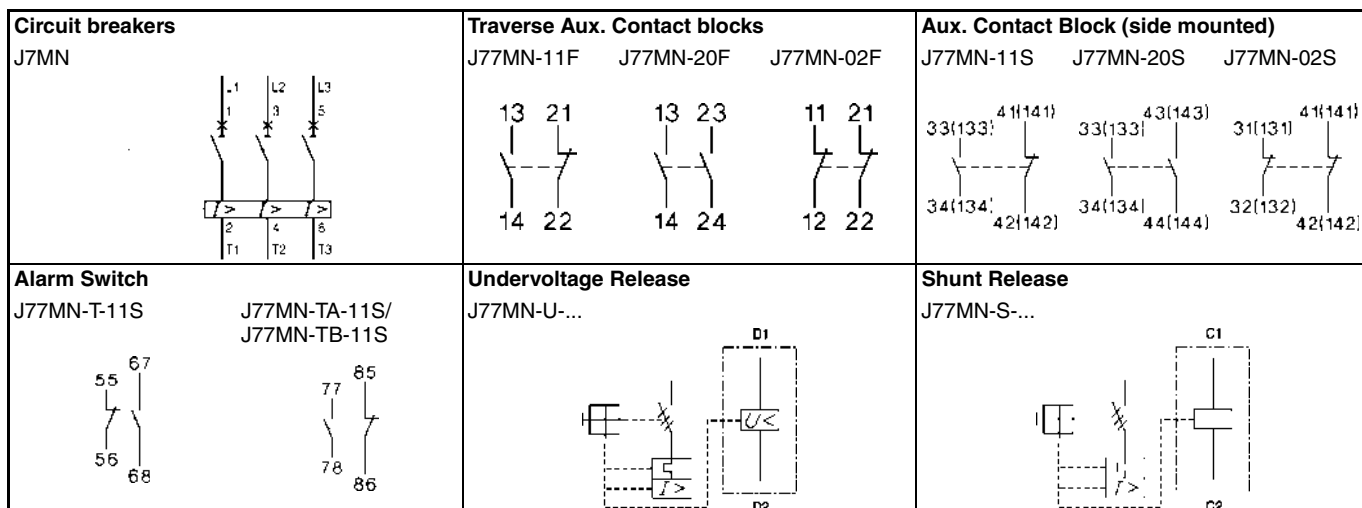 Circuit breakers
J7MN
L1 L2 L3
1 3 5
> > >
2 4 6
T1 T2 T3
Traverse Aux. Contact blocks
J77MN-11F J77MN-20F J77MN-02F
13 21 13 23 11 21
14 22 14 24 12 22
Aux. Contact Block (side mounted)
J77MN-11S J77MN-20S J77MN-02S
33(133) 41(141) 33(133) 43(143) 31(131) 41(141)
34(134) 42(142) 34(134) 44(144) 32(132) 42(142)
Alarm Switch
J77MN-T-11S J77MN-TA-11S/
J77MN-TB-11S
55 67 77 85
56 68 78 86
Undervoltage Release
J77MN-U-...
D1
U<
I>
D2
Shunt Release
J77MN-S-...
C1
I>
C2